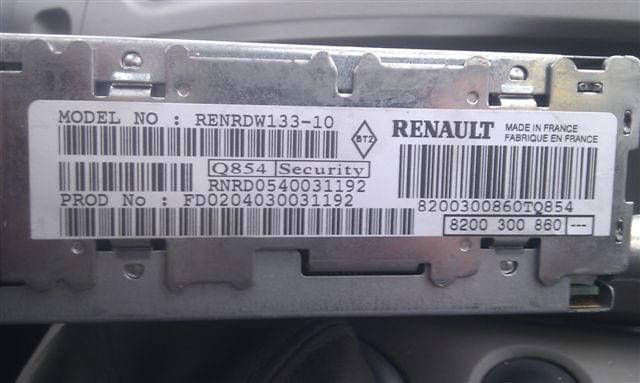 MODEL NO : RENRDW133-10
BTZ
RENAULT
MADE IN FRANCE
FABRIQUE EN FRANCE
Q854 Security
RNRD0540031192
PROD No : FD0204030031192
8200300860TQ854
8200 300 860 ---